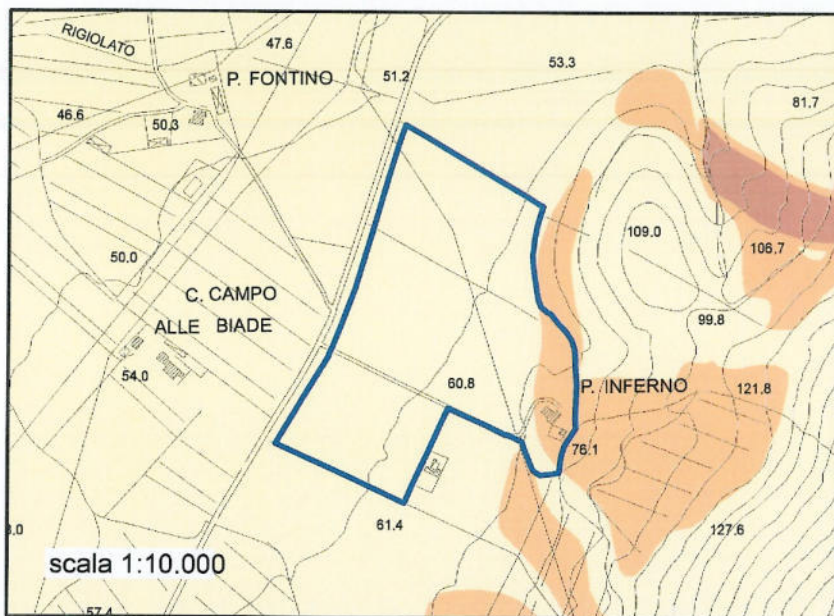 RIGIOLATO
47.6
P. FONTINO
51.2
53.3
81.7
46.6
50.3
109.0
106.7
50.0
C. CAMPO
ALLE BIADE
99.8
54.0
60.8
P. INFERNO
121.8
76.1
61.4
127.6
scala 1:10.000
57.4